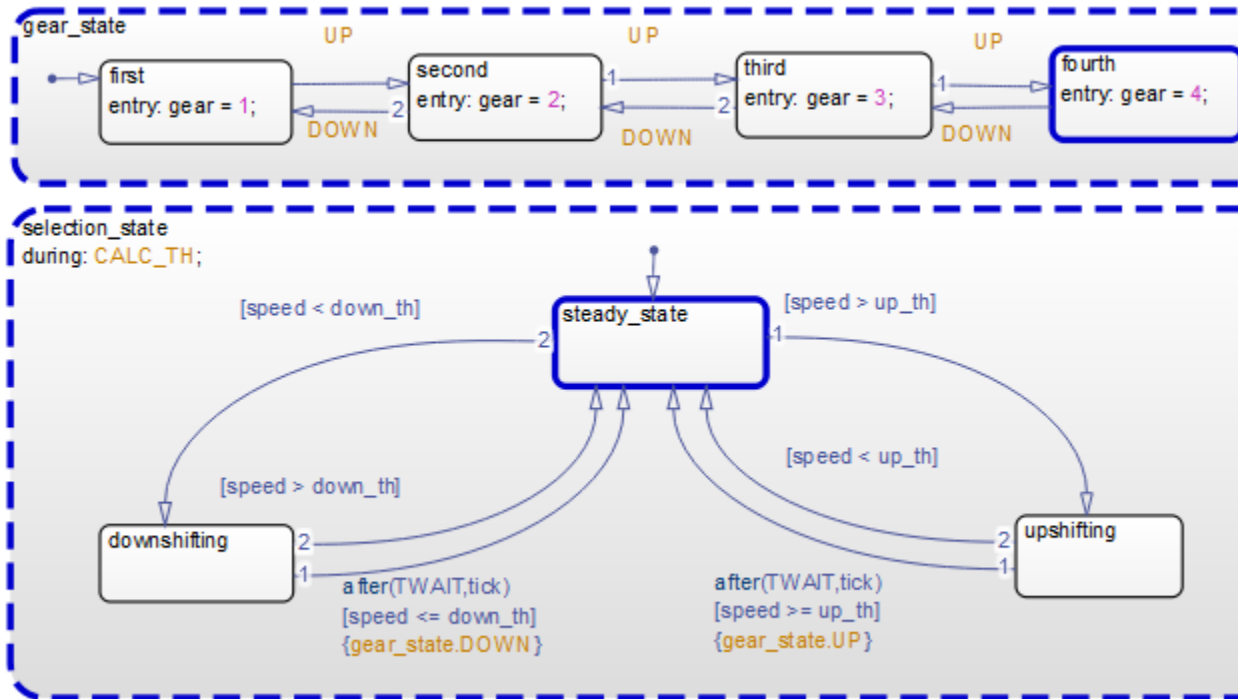 gear_state
UP
UP
UP
first
entry: gear = 1;
second
entry: gear = 2;
third
entry: gear = 3;
fourth
entry: gear = 4;
1
2
1
2
1
DOWN
DOWN
DOWN
selection_state
during: CALC_TH;
[speed < down_th]
steady_state
[speed > up_th]
2
1
[speed > down_th]
[speed < up_th]
downshifting
2
1
upshifting
2
1
after(TWAIT,tick)
[speed <= down_th]
{gear_state.DOWN}
after(TWAIT,tick)
[speed >= up_th]
{gear_state.UP}